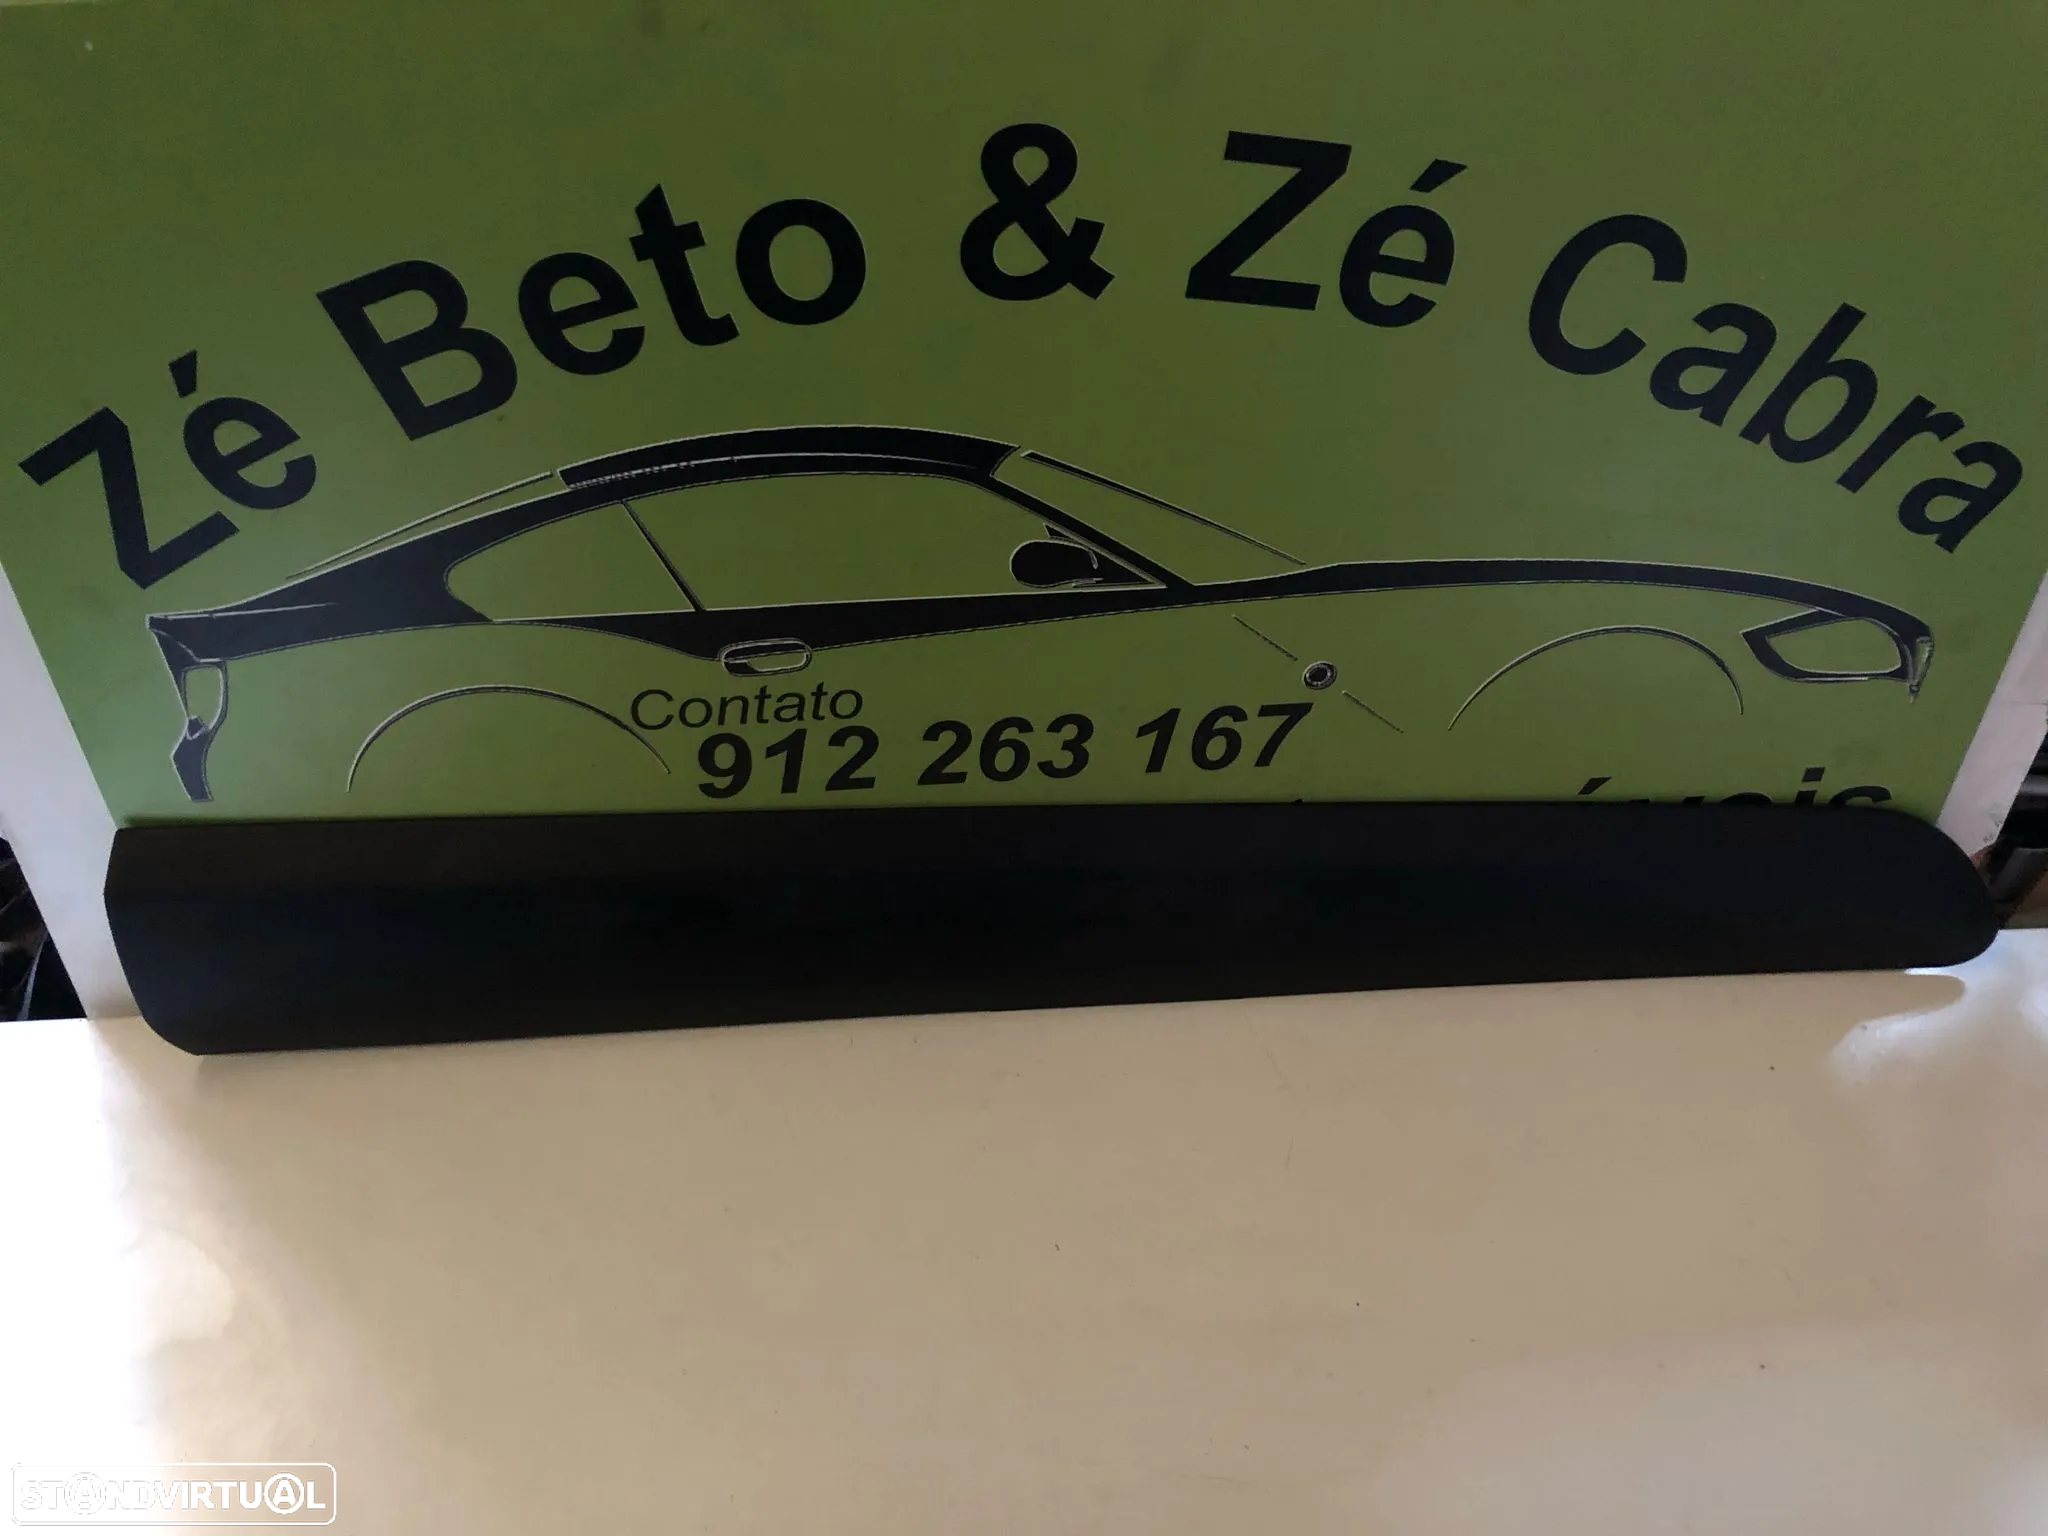 Zé Beto & Zé Cabra
Contato
912 263 167
STANDVIRTUAL